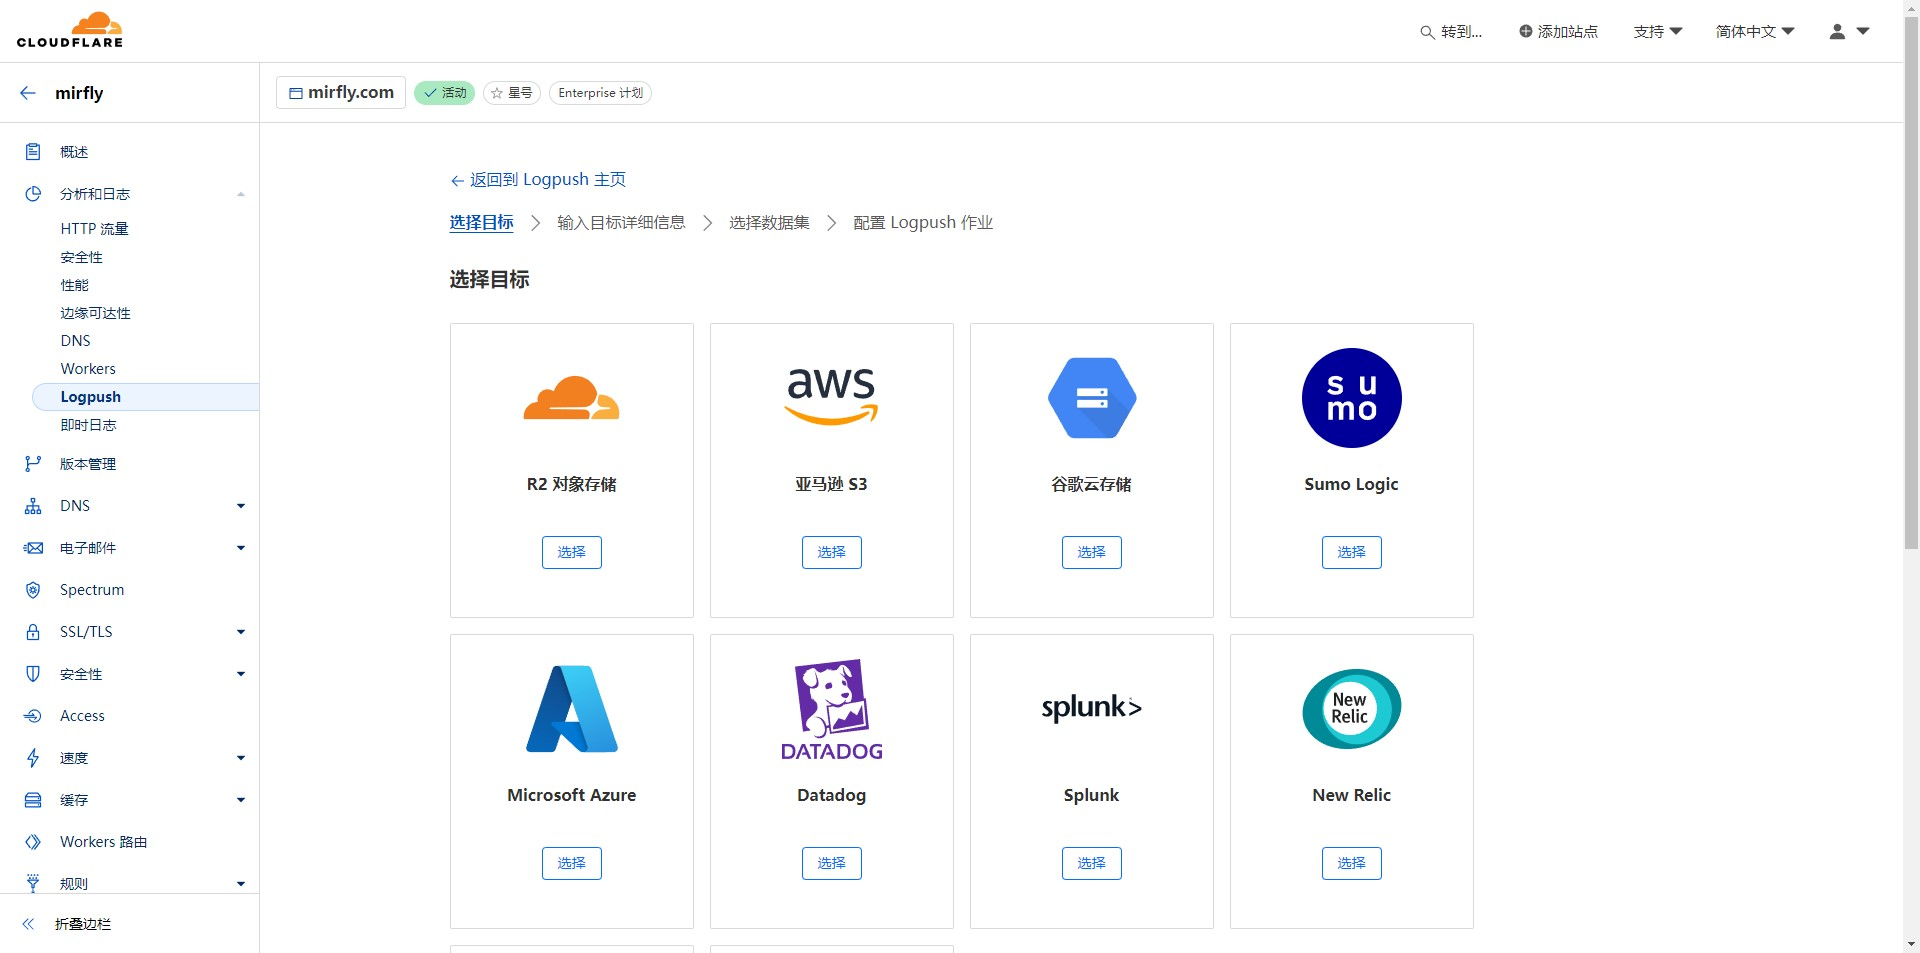 CLOUDFLARE
转到...
添加站点
支持
简体中文
mirfly
mirfly.com
活动
星号
Enterprise 计划
概述
分析和日志
HTTP 流量
安全性
性能
边缘可达性
DNS
Workers
Logpush
即时日志
版本管理
DNS
电子邮件
Spectrum
SSL/TLS
安全性
Access
速度
缓存
Workers 路由
规则
折叠边栏
返回到 Logpush 主页
选择目标
输入目标详细信息
选择数据集
配置 Logpush 作业
选择目标
R2 对象存储
选择
aws
亚马逊 S3
选择
谷歌云存储
选择
su
mo
Sumo Logic
选择
Microsoft Azure
选择
DATADOG
Datadog
选择
splunk>
Splunk
选择
New
Relic
New Relic
选择